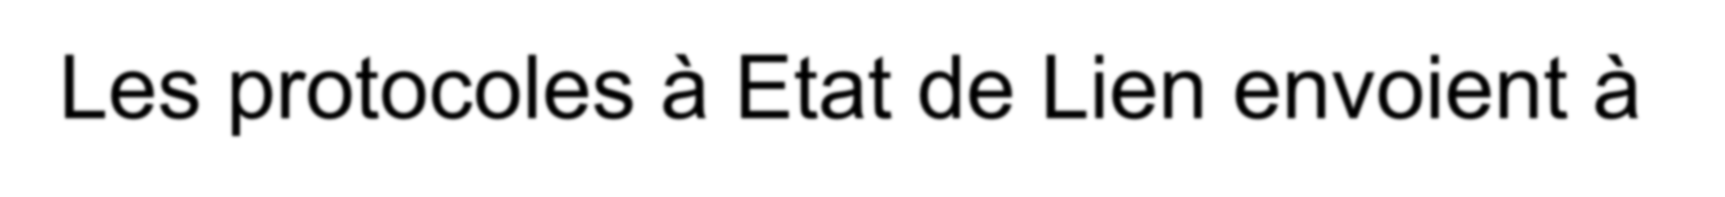 Les protocoles à Etat de Lien envoient à